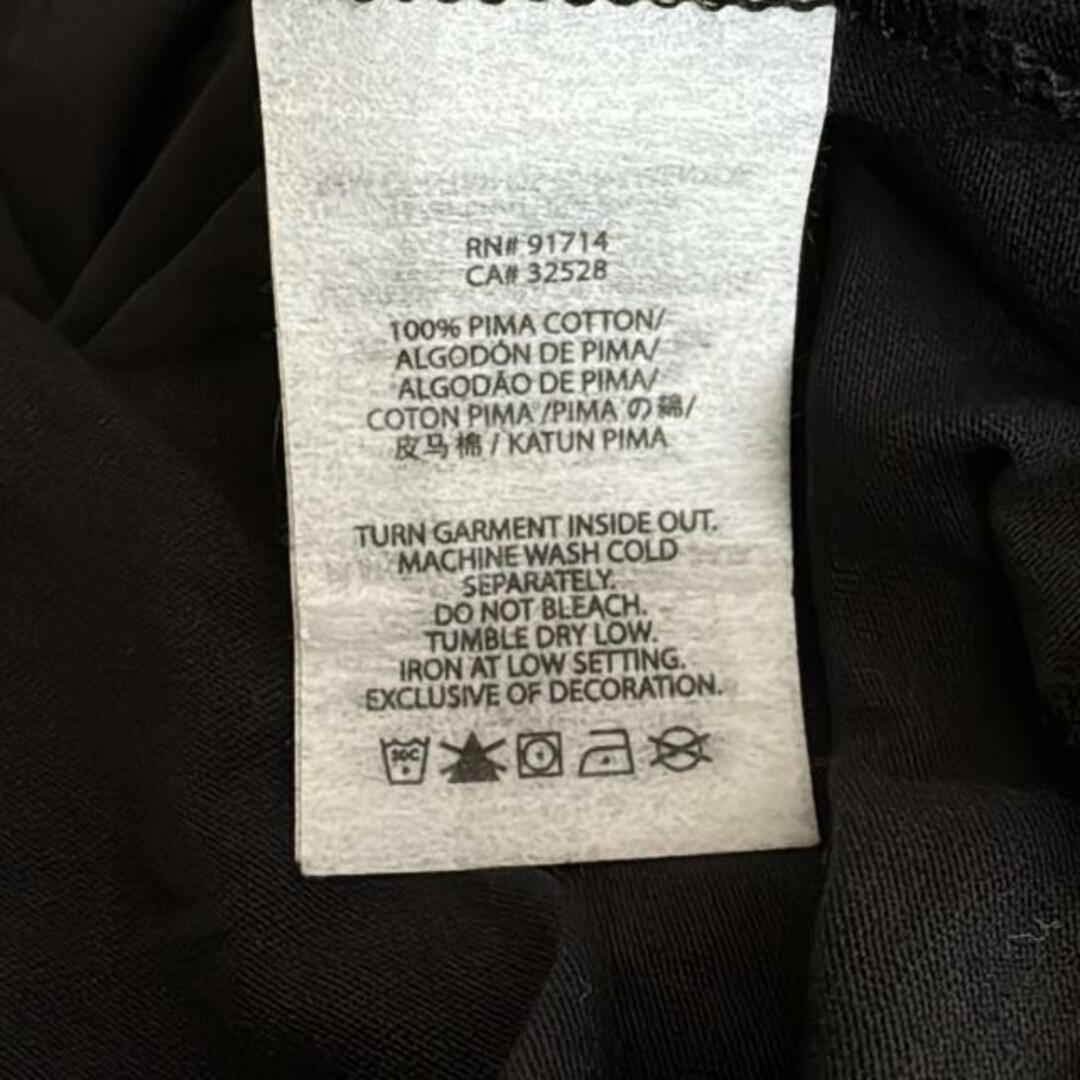 RN# 91714
CA# 32528
100% PIMA COTTON/
ALGODÓN DE PIMA/
ALGODÃO DE PIMA/
COTON PIMA /PIMA の綿/
皮马棉 / KATUN PIMA
TURN GARMENT INSIDE OUT.
MACHINE WASH COLD
SEPARATELY.
DO NOT BLEACH.
TUMBLE DRY LOW.
IRON AT LOW SETTING.
EXCLUSIVE OF DECORATION.
30C